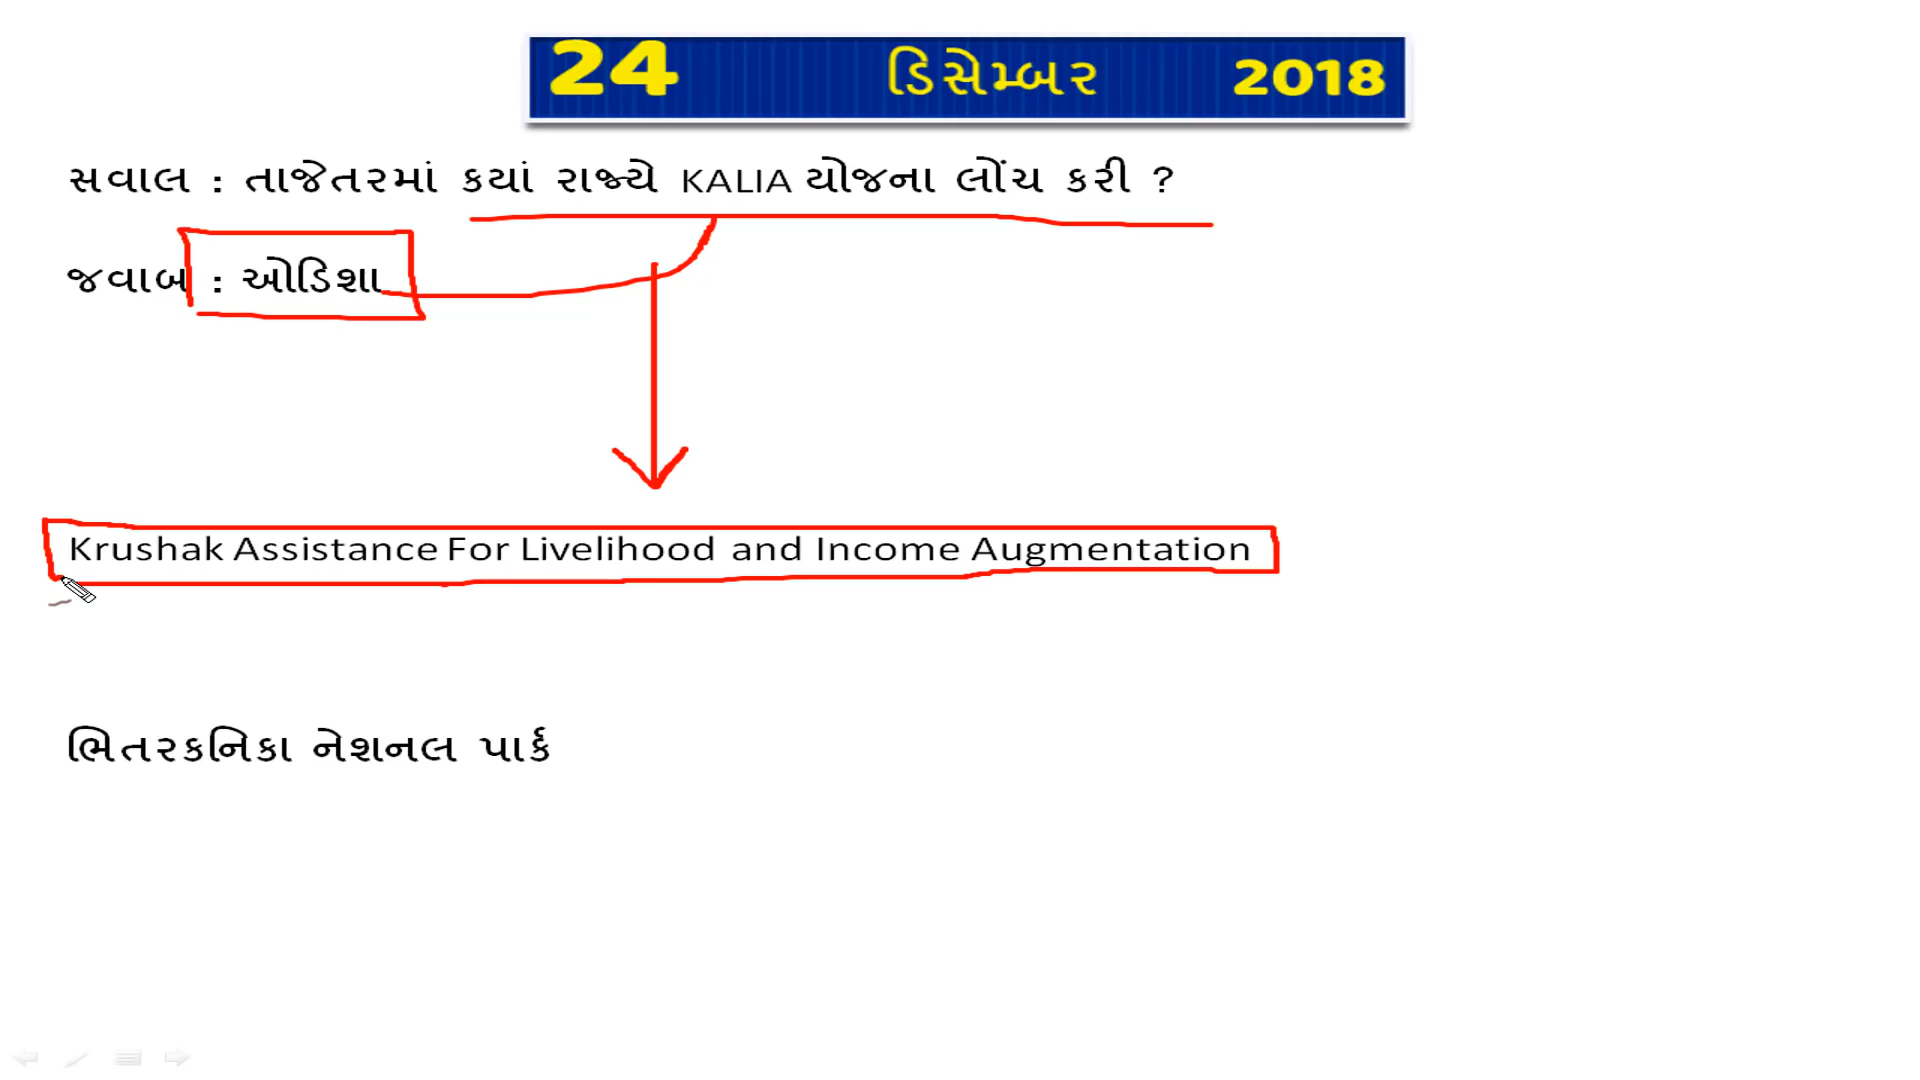 24 ડિસેમ્બર 2018
સવાલ : તાજેતરમાં કયાં રાજ્યે KALIA યોજના લોંચ કરી ?
જવાબ : ઓડિશા
Krushak Assistance For Livelihood and Income Augmentation
ભિતરકનિકા નેશનલ પાર્ક